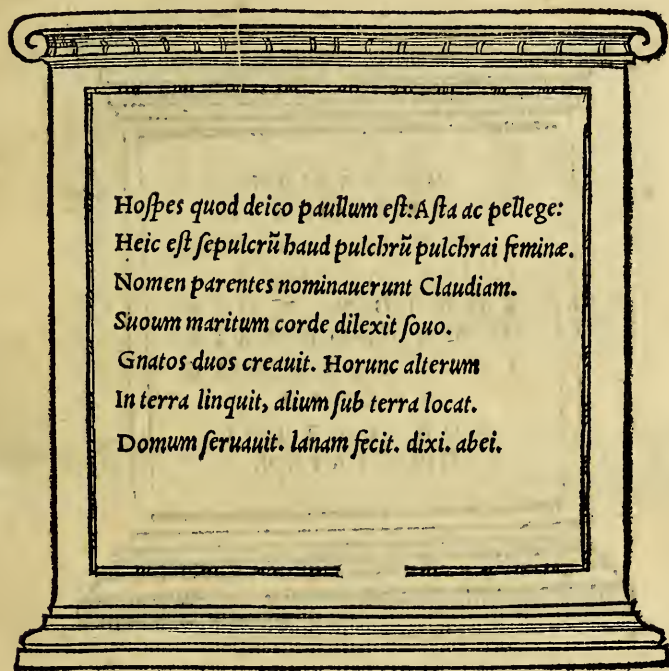 Hoſpes quod deico paullum eſt: Aſta ac pellege:
Heic eſt ſepulcrũ haud pulchrũ pulchrai feminæ.
Nomen parentes nominauerunt Claudiam.
Suoum maritum corde dilexit ſouo.
Gnatos duos creauit. Horunc alterum
In terra linquit, alium ſub terra locat.
Domum ſeruauit. lanam fecit. dixi. abei.